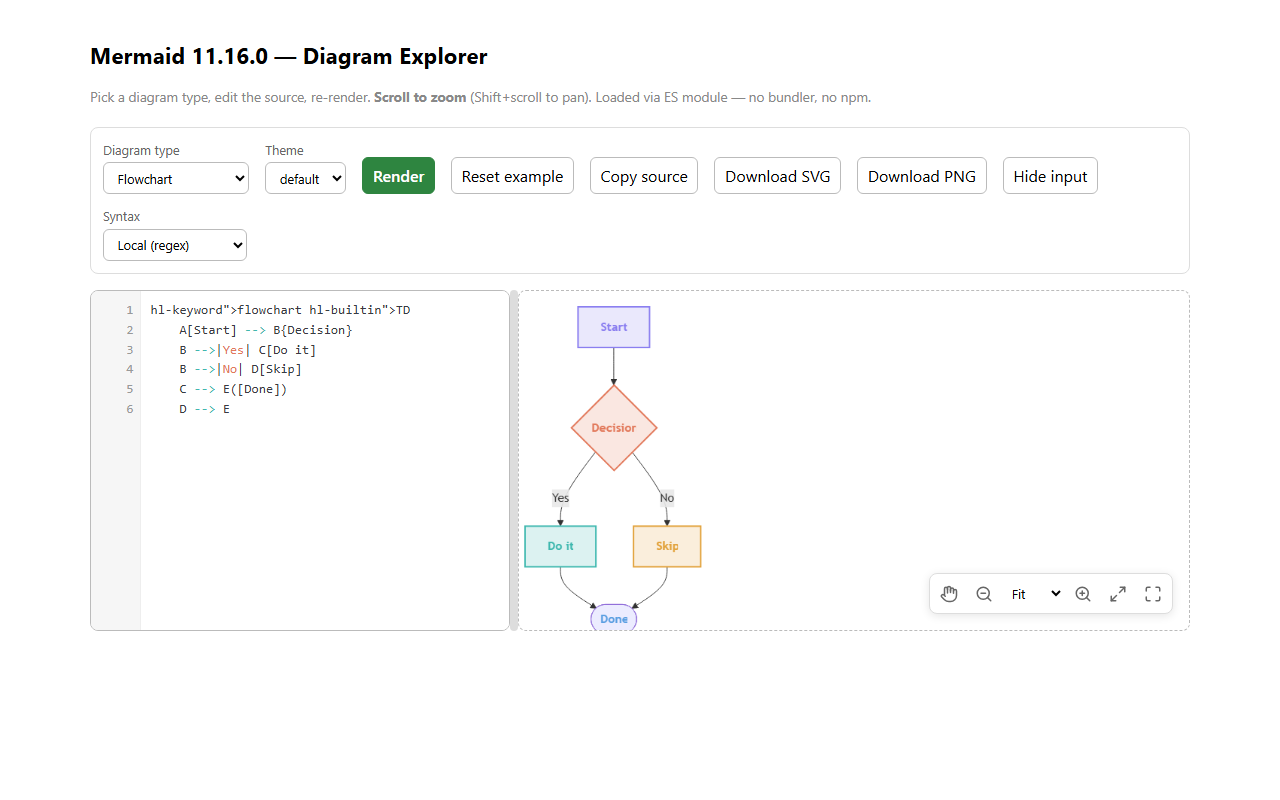 Mermaid 11.16.0 — Diagram Explorer
Pick a diagram type, edit the source, re-render. Scroll to zoom (Shift+scroll to pan). Loaded via ES module — no bundler, no npm.
Diagram type
Theme
Flowchart
default
Render
Reset example
Copy source
Download SVG
Download PNG
Hide input
Syntax
Local (regex)
1 hl-keyword">flowchart hl-builtin">TD
2 A[Start] --> B{Decision}
3 B -->|Yes| C[Do it]
4 B -->|No| D[Skip]
5 C --> E([Done])
6 D --> E
Start
Decisior
Yes
No
Do it
Skip
Done
Fit